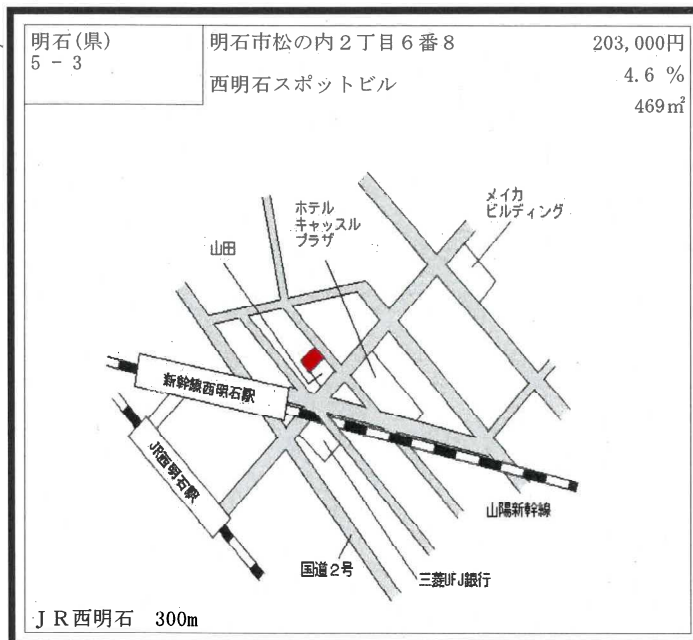 明石(県)
5 - 3
明石市松の内2丁目6番8
西明石スポットビル
203,000円
4.6 %
469㎡
メイカ
ビルディング
ホテル
キャッスル
プラザ
山田
新幹線西明石駅
JR西明石駅
山陽新幹線
国道2号
三菱UFJ銀行
JR西明石 300m